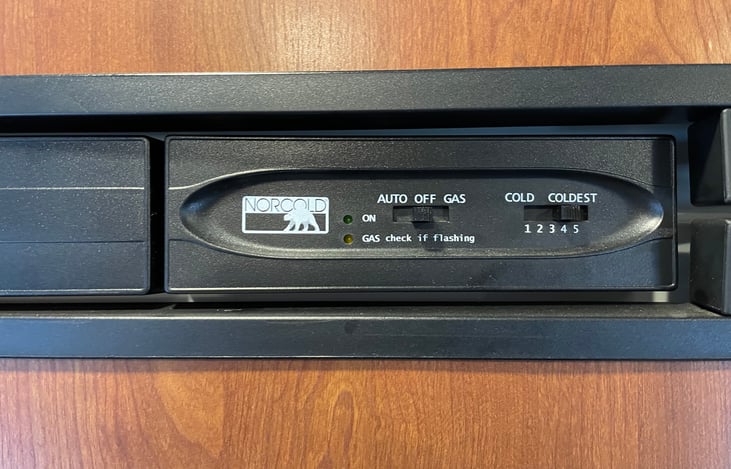 NORCOLD
AUTO OFF GAS
COLD COLDEST
ON
1 2 3 4 5
GAS check if flashing